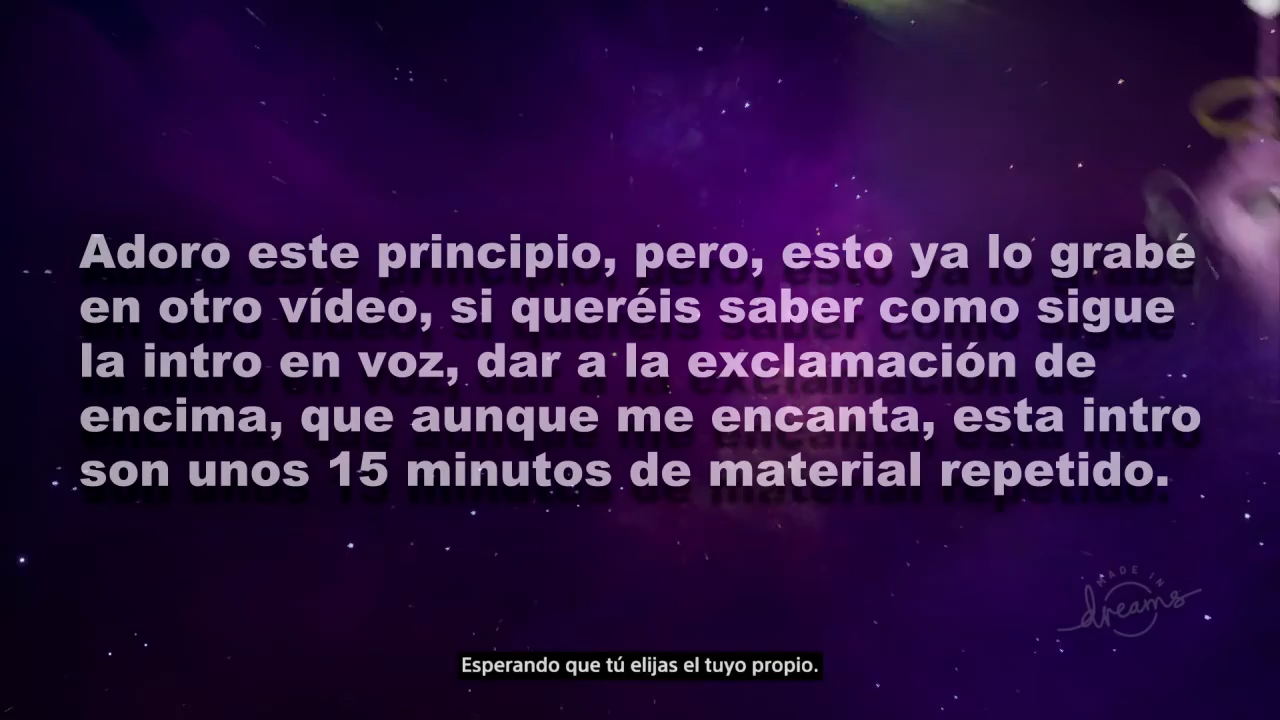 Adoro este principio, pero, esto ya lo grabé
en otro vídeo, si queréis saber como sigue
la intro en voz, dar a la exclamación de
encima, que aunque me encanta, esta intro
son unos 15 minutos de material repetido.
MADE IN
dreams
Esperando que tú elijas el tuyo propio.